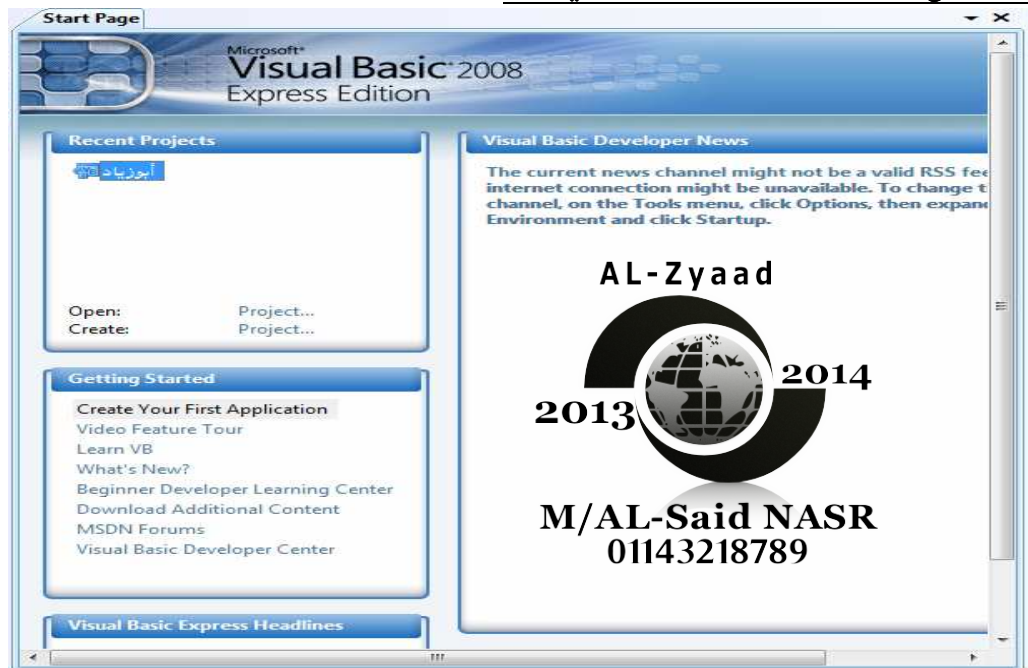 Start Page
Microsoft
Visual Basic 2008
Express Edition
Recent Projects
أبوزياد
Open: Project...
Create: Project...
Getting Started
Create Your First Application
Video Feature Tour
Learn VB
What's New?
Beginner Developer Learning Center
Download Additional Content
MSDN Forums
Visual Basic Developer Center
Visual Basic Express Headlines
Visual Basic Developer News
The current news channel might not be a valid RSS fee
internet connection might be unavailable. To change t
channel, on the Tools menu, click Options, then expan
Environment and click Startup.
AL-Zyaad
2013
2014
M/AL-Said NASR
01143218789